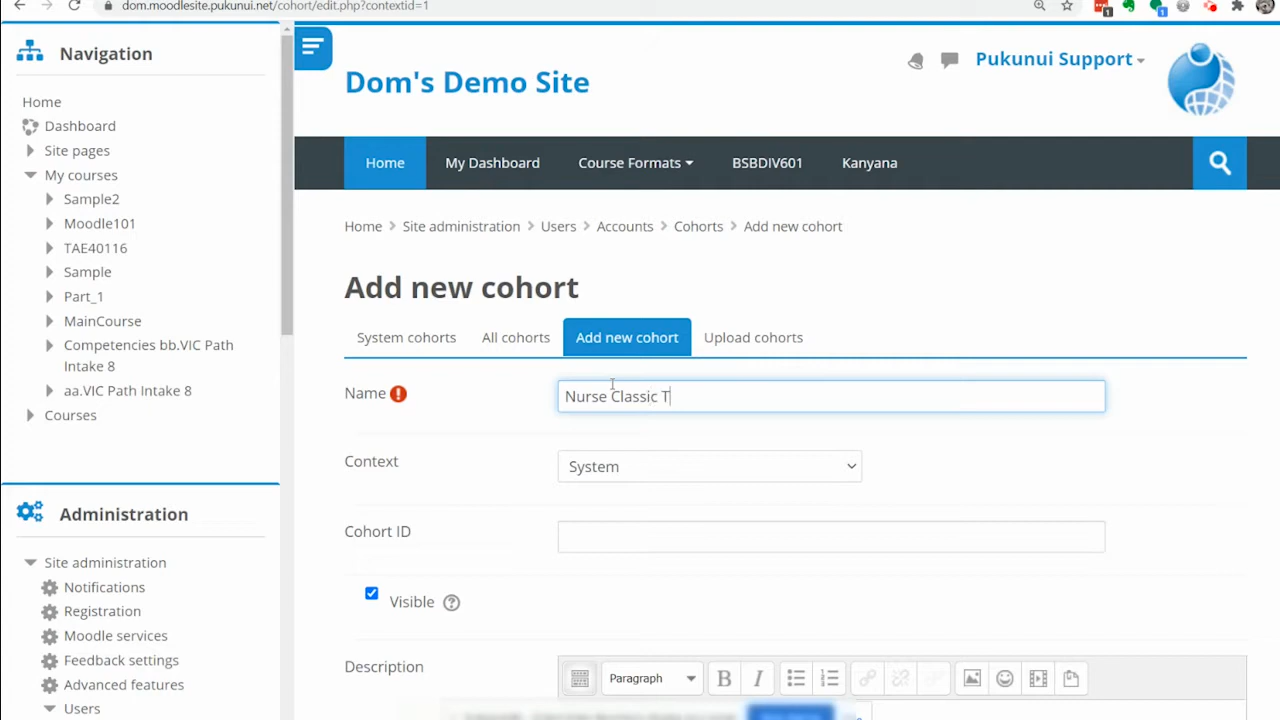 dom.moodlesite.pukunui.net/cohort/edit.php?contextid=1
1
1
Navigation
Home
Dashboard
Site pages
My courses
Sample2
Moodle101
TAE40116
Sample
Part_1
MainCourse
Competencies bb.VIC Path
Intake 8
aa.VIC Path Intake 8
Courses
Administration
Site administration
Notifications
Registration
Moodle services
Feedback settings
Advanced features
Users
Dom's Demo Site
Pukunui Support
Home My Dashboard Course Formats BSBDIV601 Kanyana
Home Site administration Users Accounts Cohorts Add new cohort
Add new cohort
System cohorts All cohorts Add new cohort Upload cohorts
Name
Nurse Classic T
Context
System
Cohort ID
Visible
Description
Paragraph B I